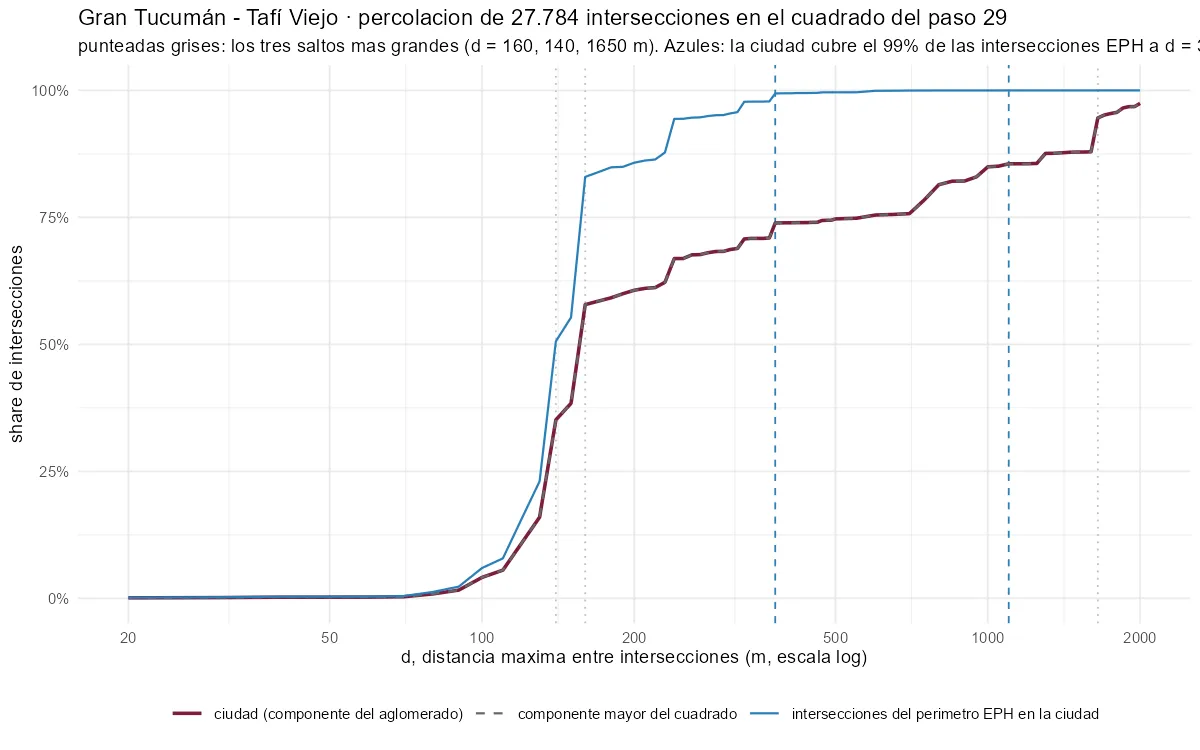 Gran Tucumán - Tafí Viejo · percolacion de 27.784 intersecciones en el cuadrado del paso 29
punteadas grises: los tres saltos mas grandes (d = 160, 140, 1650 m). Azules: la ciudad cubre el 99% de las intersecciones EPH a d = 3
100%
75%
50%
25%
0%
share de intersecciones
20 50 100 200 500 1000 2000
d, distancia maxima entre intersecciones (m, escala log)
ciudad (componente del aglomerado) componente mayor del cuadrado intersecciones del perimetro EPH en la ciudad